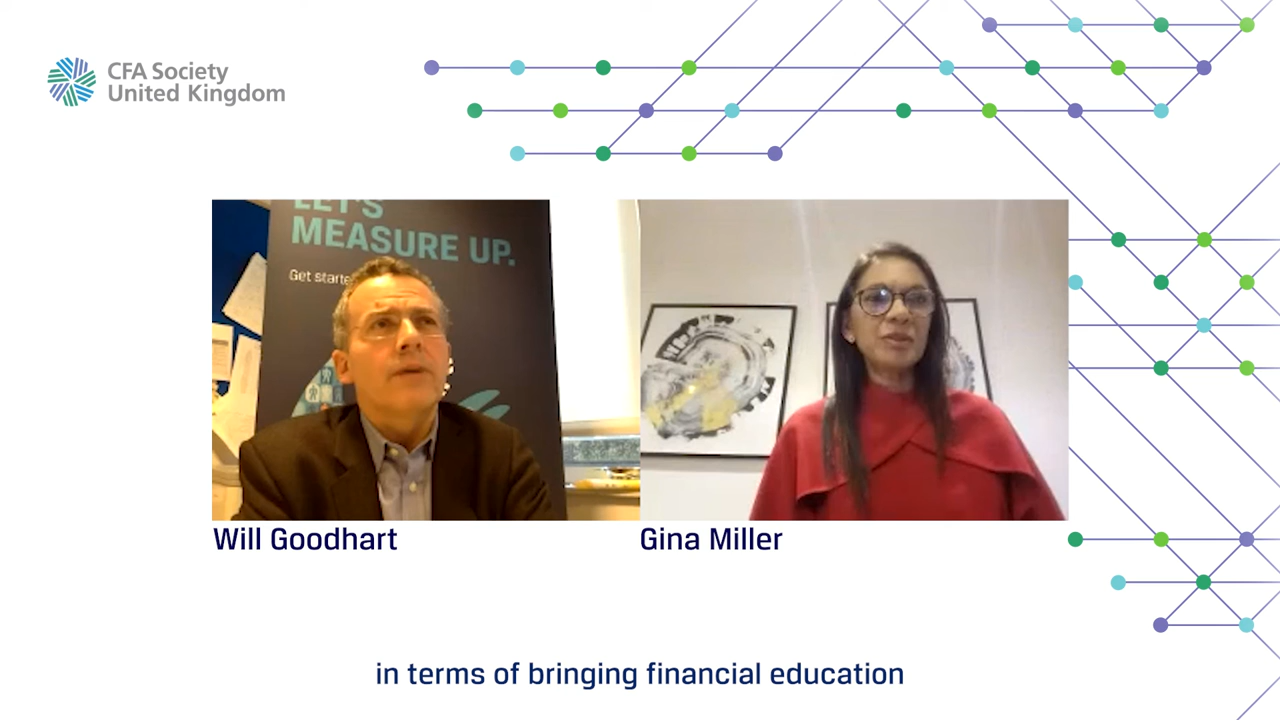 CFA Society
United Kingdom
LET'S
MEASURE UP.
Get starte
Will Goodhart
Gina Miller
in terms of bringing financial education